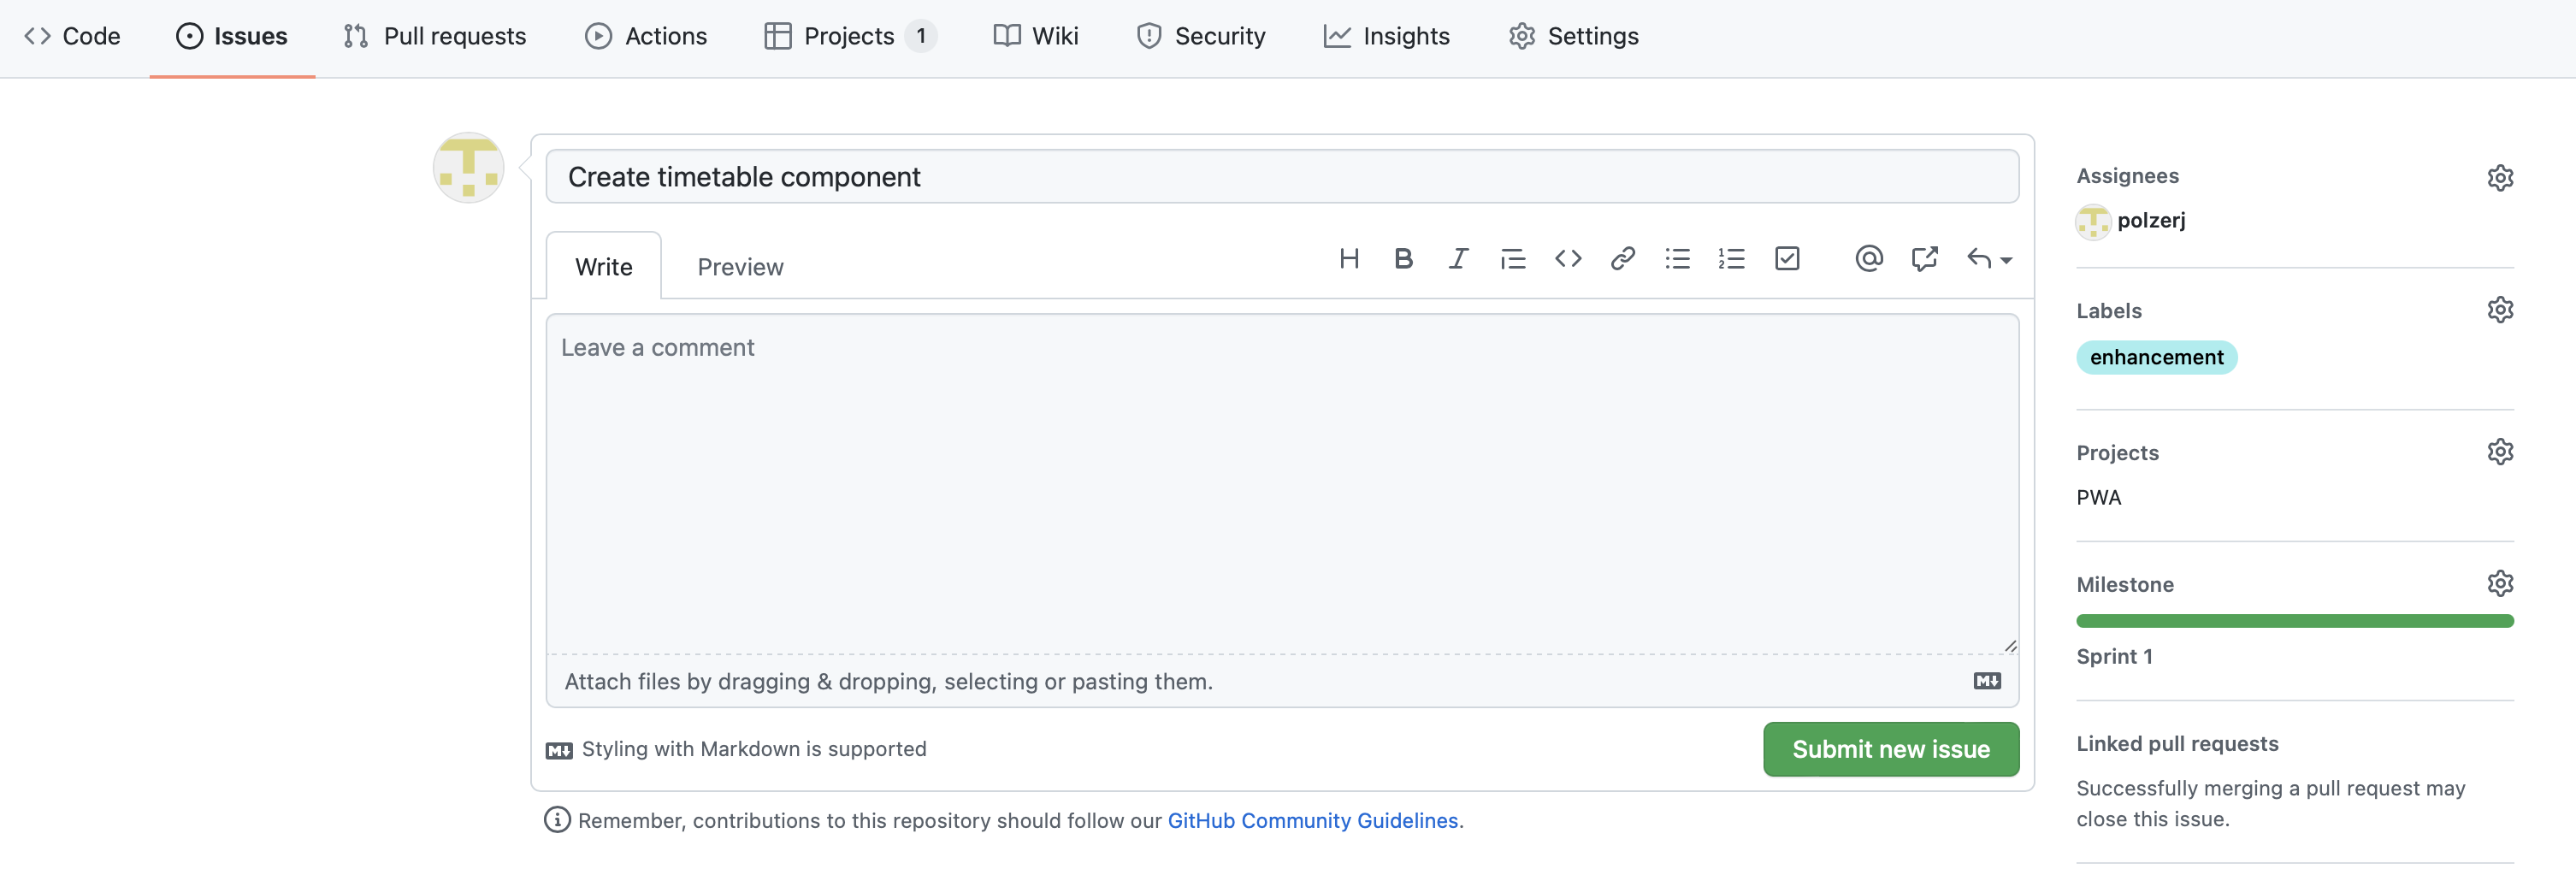 Code Issues Pull requests Actions Projects 1 Wiki Security Insights Settings
Create timetable component
Write Preview
Leave a comment
Attach files by dragging & dropping, selecting or pasting them.
Styling with Markdown is supported
Submit new issue
Remember, contributions to this repository should follow our GitHub Community Guidelines.
Assignees
polzerj
Labels
enhancement
Projects
PWA
Milestone
Sprint 1
Linked pull requests
Successfully merging a pull request may
close this issue.